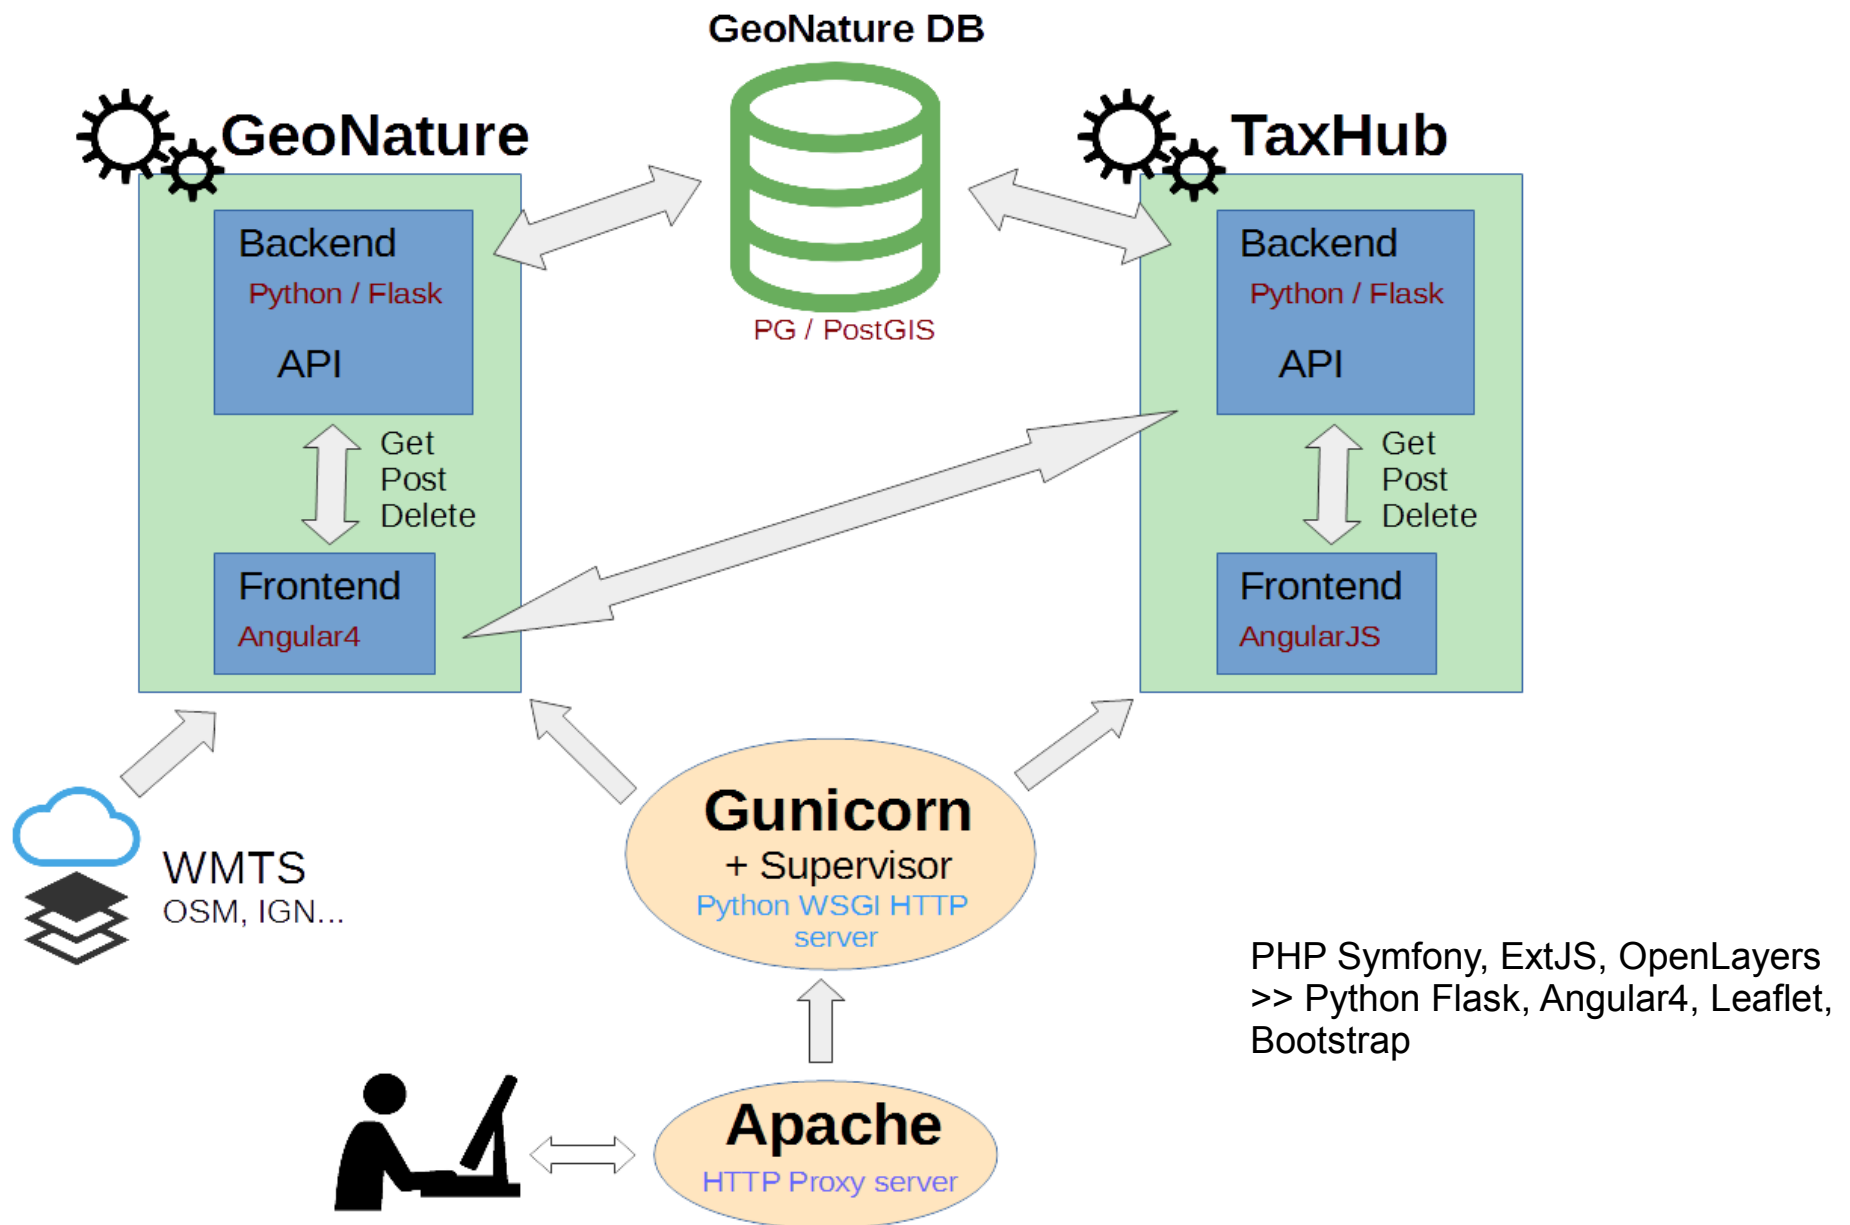 GeoNature DB
GeoNature
TaxHub
Backend
Python / Flask
API
Get
Post
Delete
Frontend
Angular4
PG / PostGIS
Backend
Python / Flask
API
Get
Post
Delete
Frontend
AngularJS
WMTS
OSM, IGN...
Gunicorn
+ Supervisor
Python WSGI HTTP
server
PHP Symfony, ExtJS, OpenLayers
>> Python Flask, Angular4, Leaflet,
Bootstrap
Apache
HTTP Proxy server